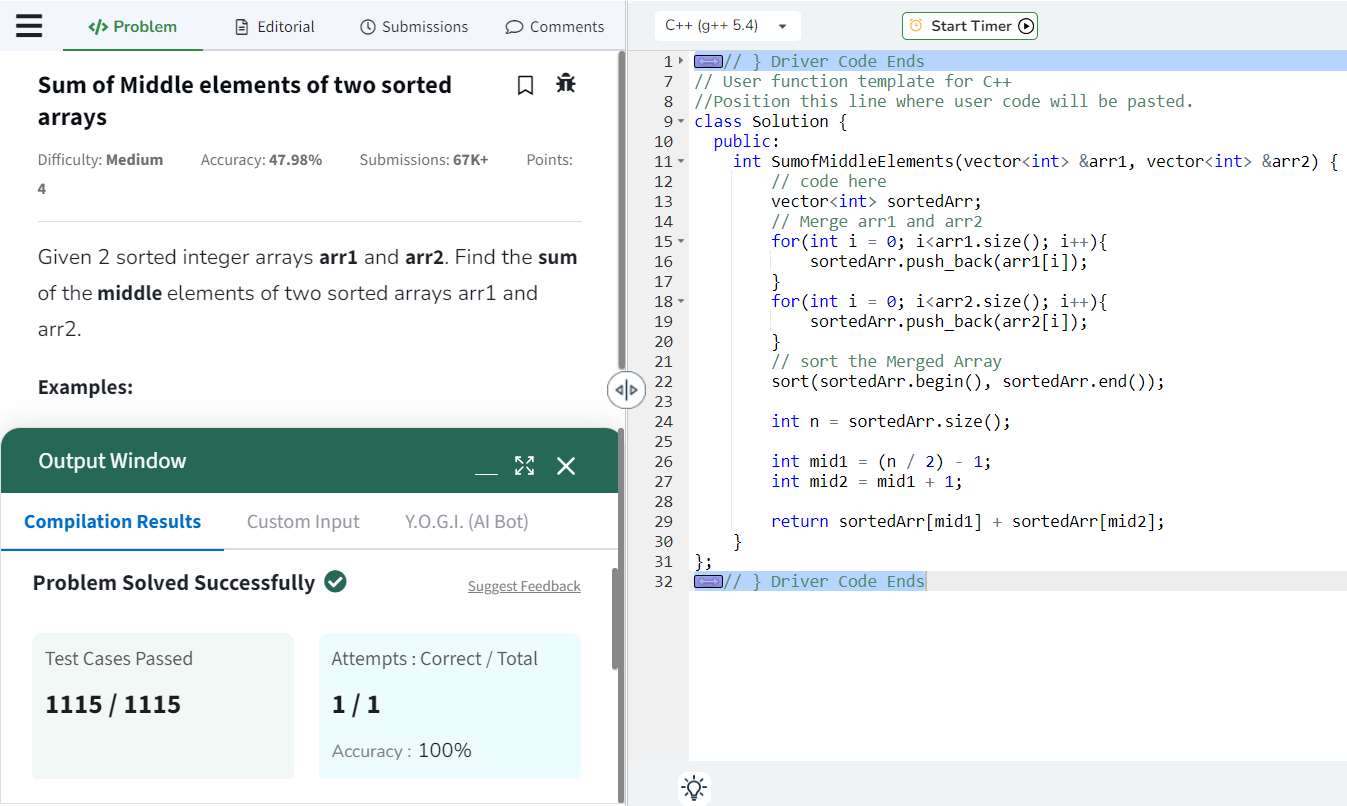 Problem
Editorial
Submissions
Comments
Sum of Middle elements of two sorted
arrays
Difficulty: Medium Accuracy: 47.98% Submissions: 67K+ Points:
4
Given 2 sorted integer arrays arr1 and arr2. Find the sum
of the middle elements of two sorted arrays arr1 and
arr2.
Examples:
Output Window
Compilation Results Custom Input Y.O.G.I. (AI Bot)
Problem Solved Successfully
Suggest Feedback
Test Cases Passed
1115 / 1115
Attempts : Correct / Total
1 / 1
Accuracy : 100%
C++ (g++ 5.4)
Start Timer
1 // } Driver Code Ends
7 // User function template for C++
8 //Position this line where user code will be pasted.
9 class Solution {
10 public:
11 int SumofMiddleElements(vector<int> &arr1, vector<int> &arr2) {
12 // code here
13 vector<int> sortedArr;
14 // Merge arr1 and arr2
15 for(int i = 0; i<arr1.size(); i++){
16 sortedArr.push_back(arr1[i]);
17 }
18 for(int i = 0; i<arr2.size(); i++){
19 sortedArr.push_back(arr2[i]);
20 }
21 // sort the Merged Array
22 sort(sortedArr.begin(), sortedArr.end());
23
24 int n = sortedArr.size();
25
26 int mid1 = (n / 2) - 1;
27 int mid2 = mid1 + 1;
28
29 return sortedArr[mid1] + sortedArr[mid2];
30 }
31 };
32 // } Driver Code Ends